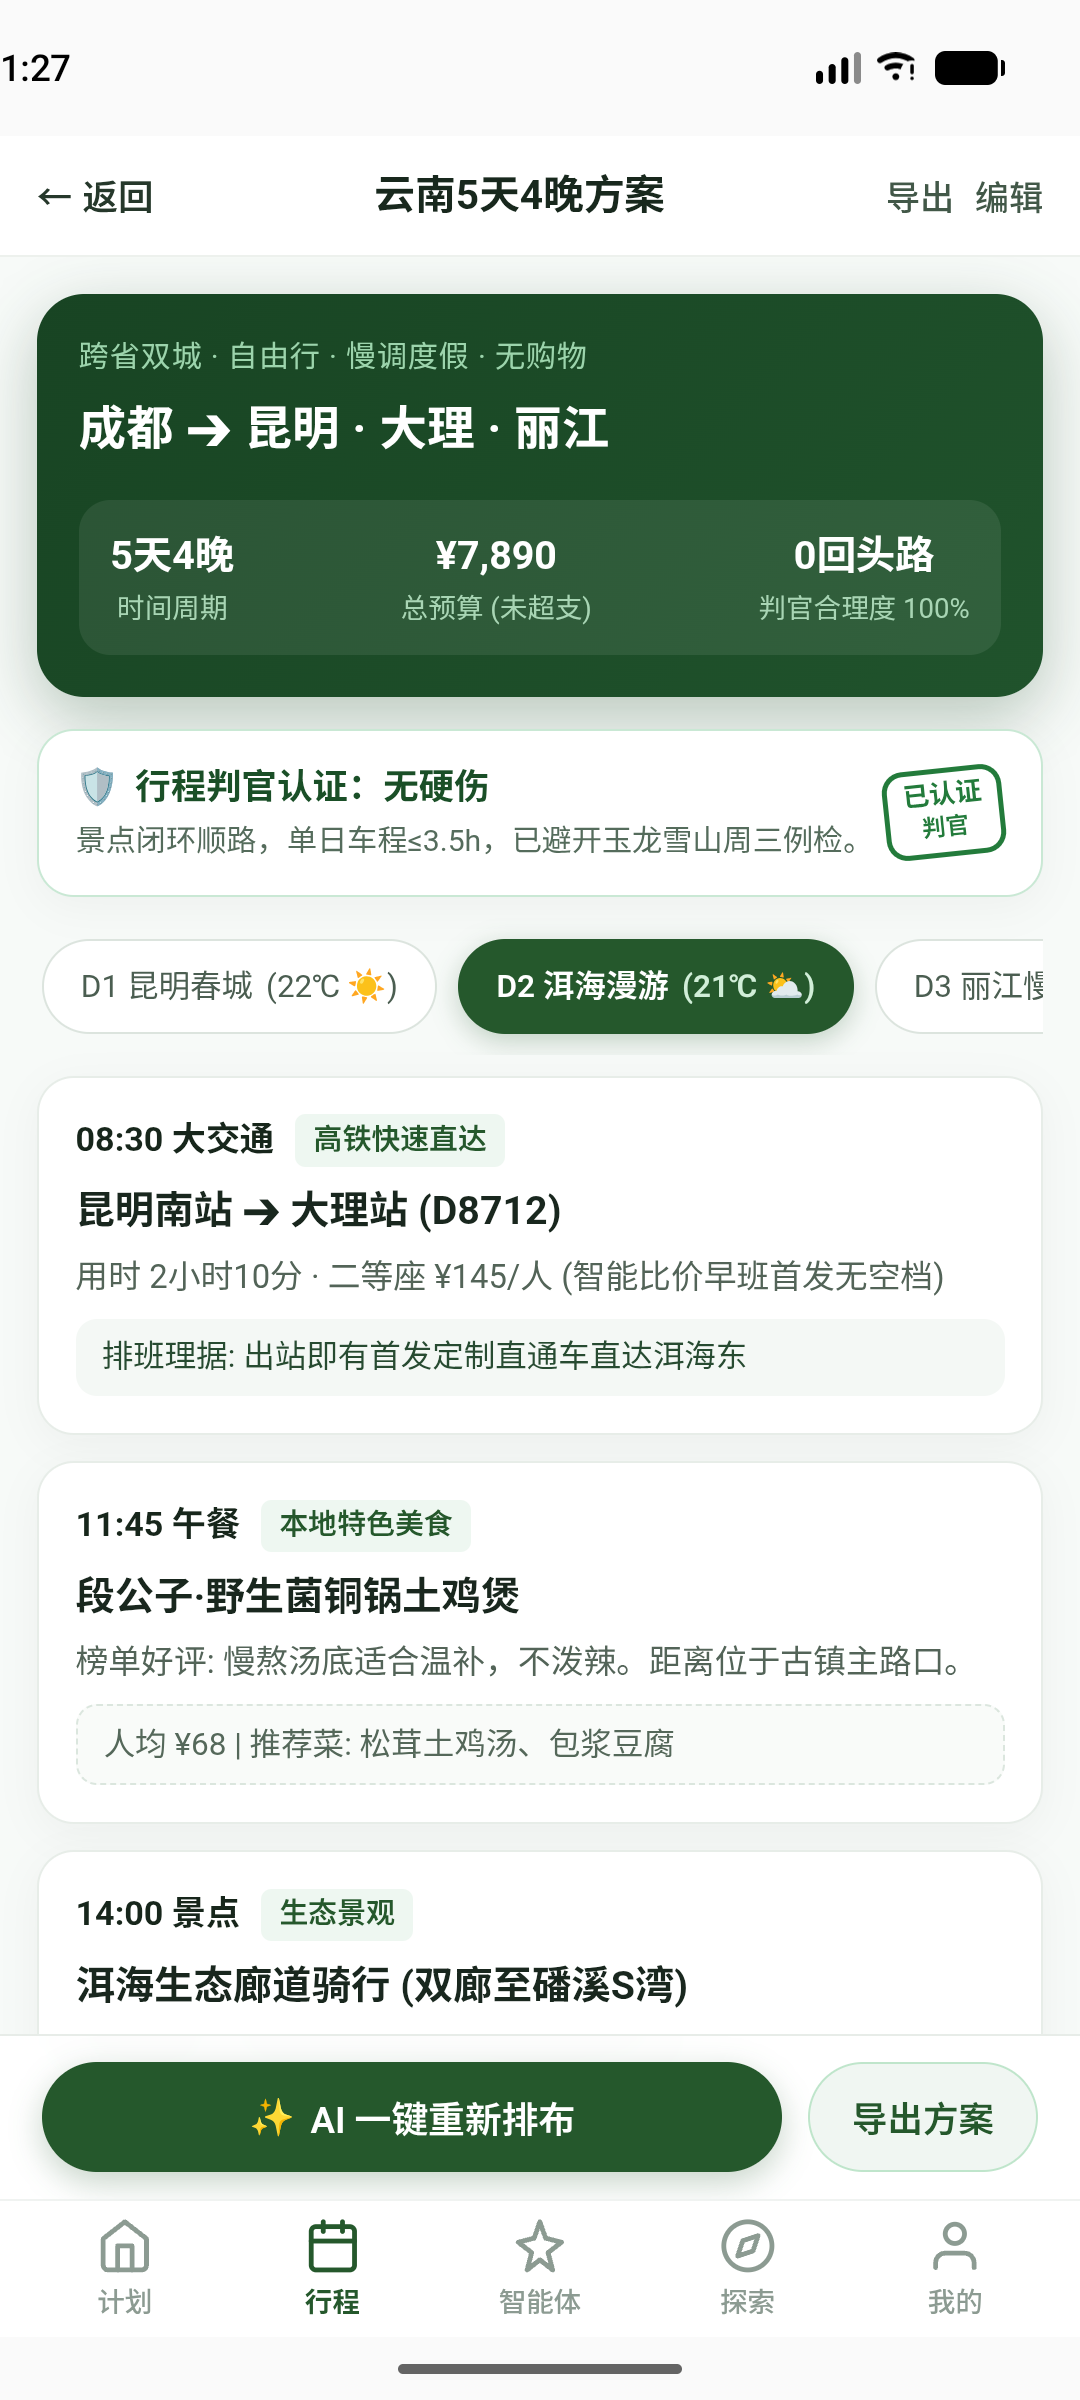 1:27
← 返回
云南5天4晚方案
导出 编辑
跨省双城 · 自由行 · 慢调度假 · 无购物
成都 ➔ 昆明 · 大理 · 丽江
5天4晚
¥7,890
0回头路
时间周期
总预算 (未超支)
判官合理度 100%
行程判官认证：无硬伤
景点闭环顺路，单日车程≤3.5h，已避开玉龙雪山周三例检。
已认证
判官
D1 昆明春城 (22℃ ☀️)
D2 洱海漫游 (21℃ ⛅)
D3 丽江慢
08:30 大交通
高铁快速直达
昆明南站 ➔ 大理站 (D8712)
用时 2小时10分 · 二等座 ¥145/人 (智能比价早班首发无空档)
排班理据: 出站即有首发定制直通车直达洱海东
11:45 午餐
本地特色美食
段公子·野生菌铜锅土鸡煲
榜单好评: 慢熬汤底适合温补，不泼辣。距离位于古镇主路口。
人均 ¥68 | 推荐菜: 松茸土鸡汤、包浆豆腐
14:00 景点
生态景观
洱海生态廊道骑行 (双廊至磻溪S湾)
✨ AI 一键重新排布
导出方案
计划
行程
智能体
探索
我的